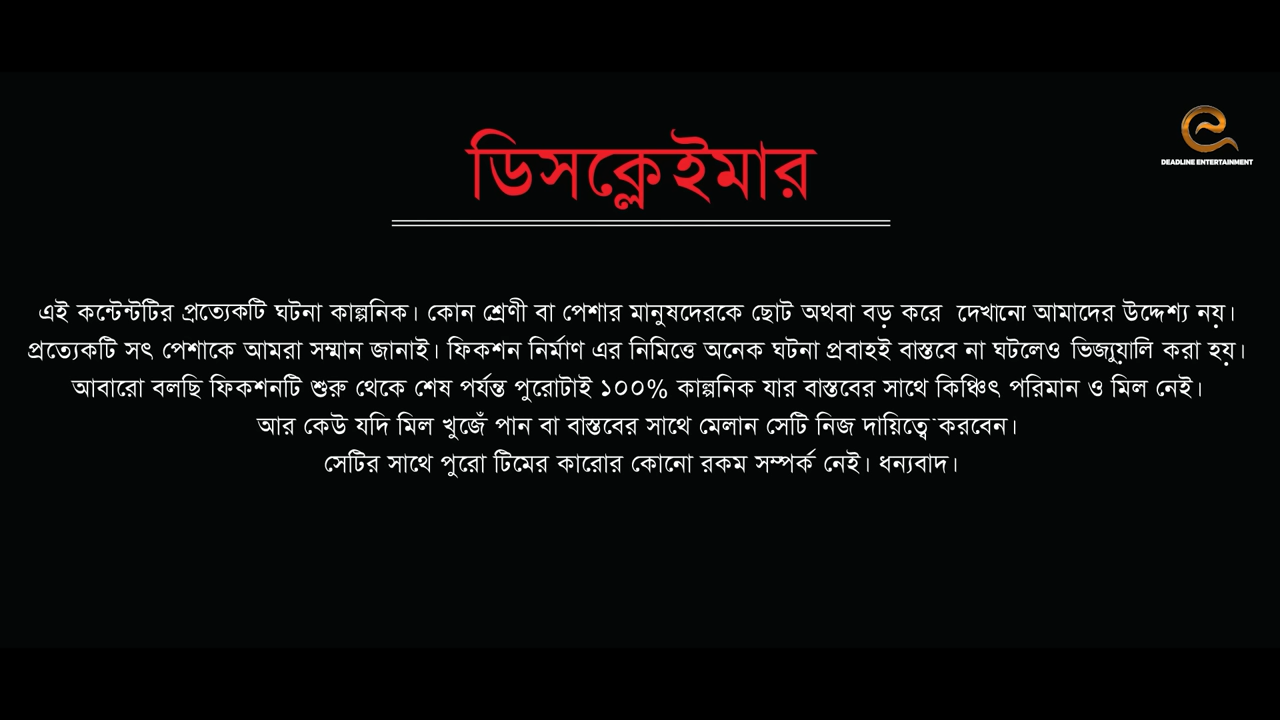 DEADLINE ENTERTAINMENT
ডিসক্লেইমার
এই কন্টেন্টটির প্রত্যেকটি ঘটনা কাল্পনিক। কোন শ্রেণী বা পেশার মানুষদেরকে ছোট অথবা বড় করে দেখানো আমাদের উদ্দেশ্য নয়।
প্রত্যেকটি সৎ পেশাকে আমরা সম্মান জানাই। ফিকশন নির্মাণ এর নিমিত্তে অনেক ঘটনা প্রবাহই বাস্তবে না ঘটলেও ভিজ্যুয়ালি করা হয়।
আবারো বলছি ফিকশনটি শুরু থেকে শেষ পর্যন্ত পুরোটাই ১০০% কাল্পনিক যার বাস্তবের সাথে কিঞ্চিৎ পরিমান ও মিল নেই।
আর কেউ যদি মিল খুজেঁ পান বা বাস্তবের সাথে মেলান সেটি নিজ দায়িত্বে করবেন।
সেটির সাথে পুরো টিমের কারোর কোনো রকম সম্পর্ক নেই। ধন্যবাদ।